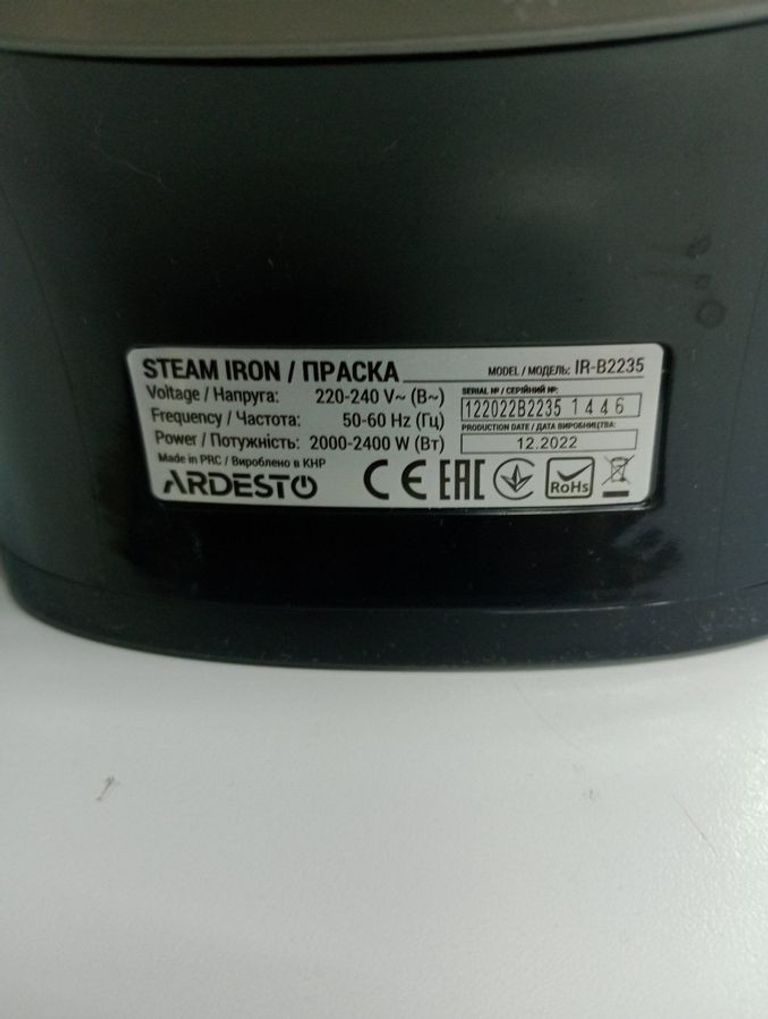 STEAM IRON / ПРАСКА
MODEL / МОДЕЛЬ: IR-B2235
Voltage / Напруга: 220-240 V~ (В~)
Frequency / Частота: 50-60 Hz (Гц)
Power / Потужність: 2000-2400 W (Вт)
Made in PRC / Вироблено в КНР
ARDESTO
SERIAL № / СЕРІЙНИЙ №:
122022B2235 1446
PRODUCTION DATE / ДАТА ВИРОБНИЦТВА:
12.2022
CE EAC RoHS